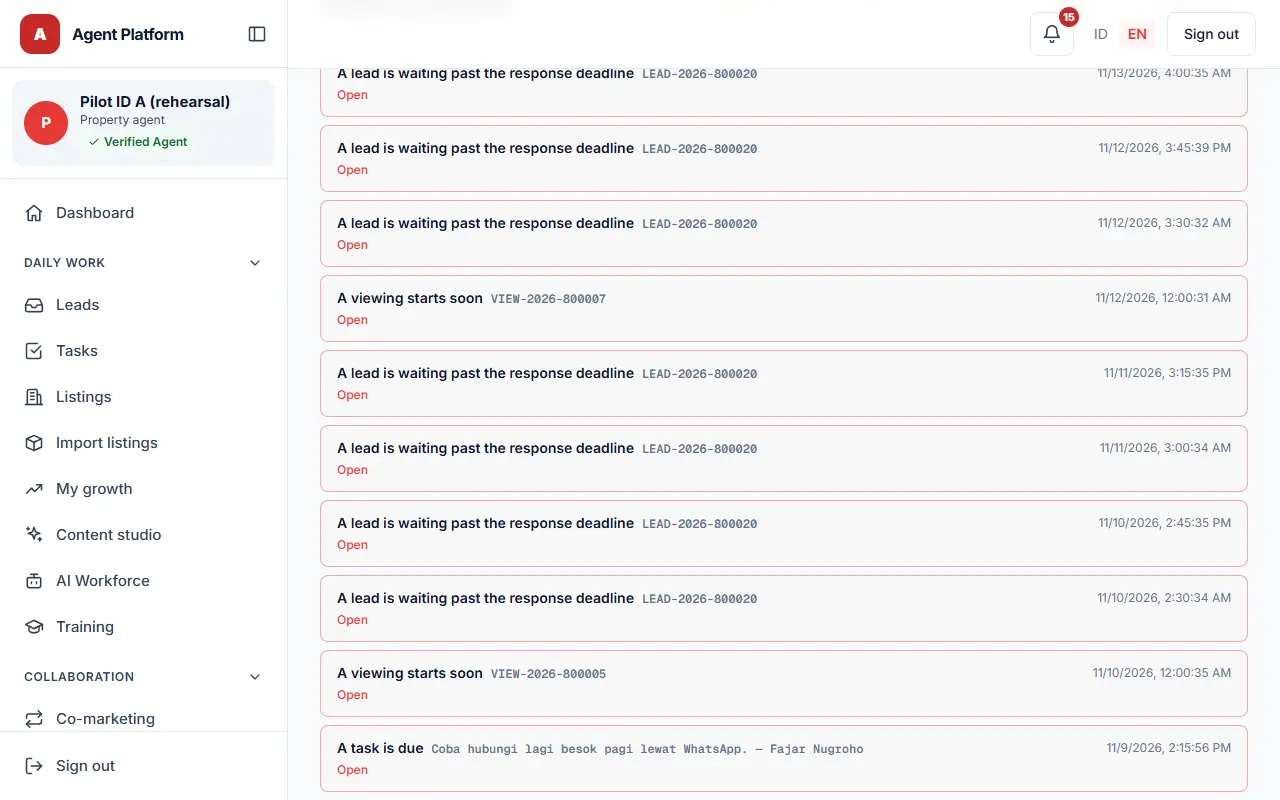 A
Agent Platform
15
ID
EN
Sign out
P
Pilot ID A (rehearsal)
Property agent
Verified Agent
Dashboard
DAILY WORK
Leads
Tasks
Listings
Import listings
My growth
Content studio
AI Workforce
Training
COLLABORATION
Co-marketing
Sign out
A lead is waiting past the response deadline LEAD-2026-800020 11/13/2026, 4:00:35 AM
Open
A lead is waiting past the response deadline LEAD-2026-800020 11/12/2026, 3:45:39 PM
Open
A lead is waiting past the response deadline LEAD-2026-800020 11/12/2026, 3:30:32 AM
Open
A viewing starts soon VIEW-2026-800007 11/12/2026, 12:00:31 AM
Open
A lead is waiting past the response deadline LEAD-2026-800020 11/11/2026, 3:15:35 PM
Open
A lead is waiting past the response deadline LEAD-2026-800020 11/11/2026, 3:00:34 AM
Open
A lead is waiting past the response deadline LEAD-2026-800020 11/10/2026, 2:45:35 PM
Open
A lead is waiting past the response deadline LEAD-2026-800020 11/10/2026, 2:30:34 AM
Open
A viewing starts soon VIEW-2026-800005 11/10/2026, 12:00:35 AM
Open
A task is due Coba hubungi lagi besok pagi lewat WhatsApp. — Fajar Nugroho 11/9/2026, 2:15:56 PM
Open